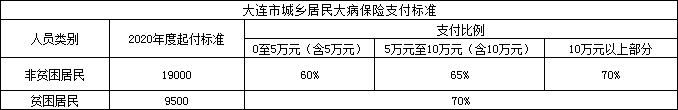 大连市城乡居民大病保险支付标准
人员类别 2020年度起付标准 支付比例
0至5万元（含5万元） 5万元至10万元（含10万元） 10万元以上部分
非贫困居民 19000 60% 65% 70%
贫困居民 9500 70%